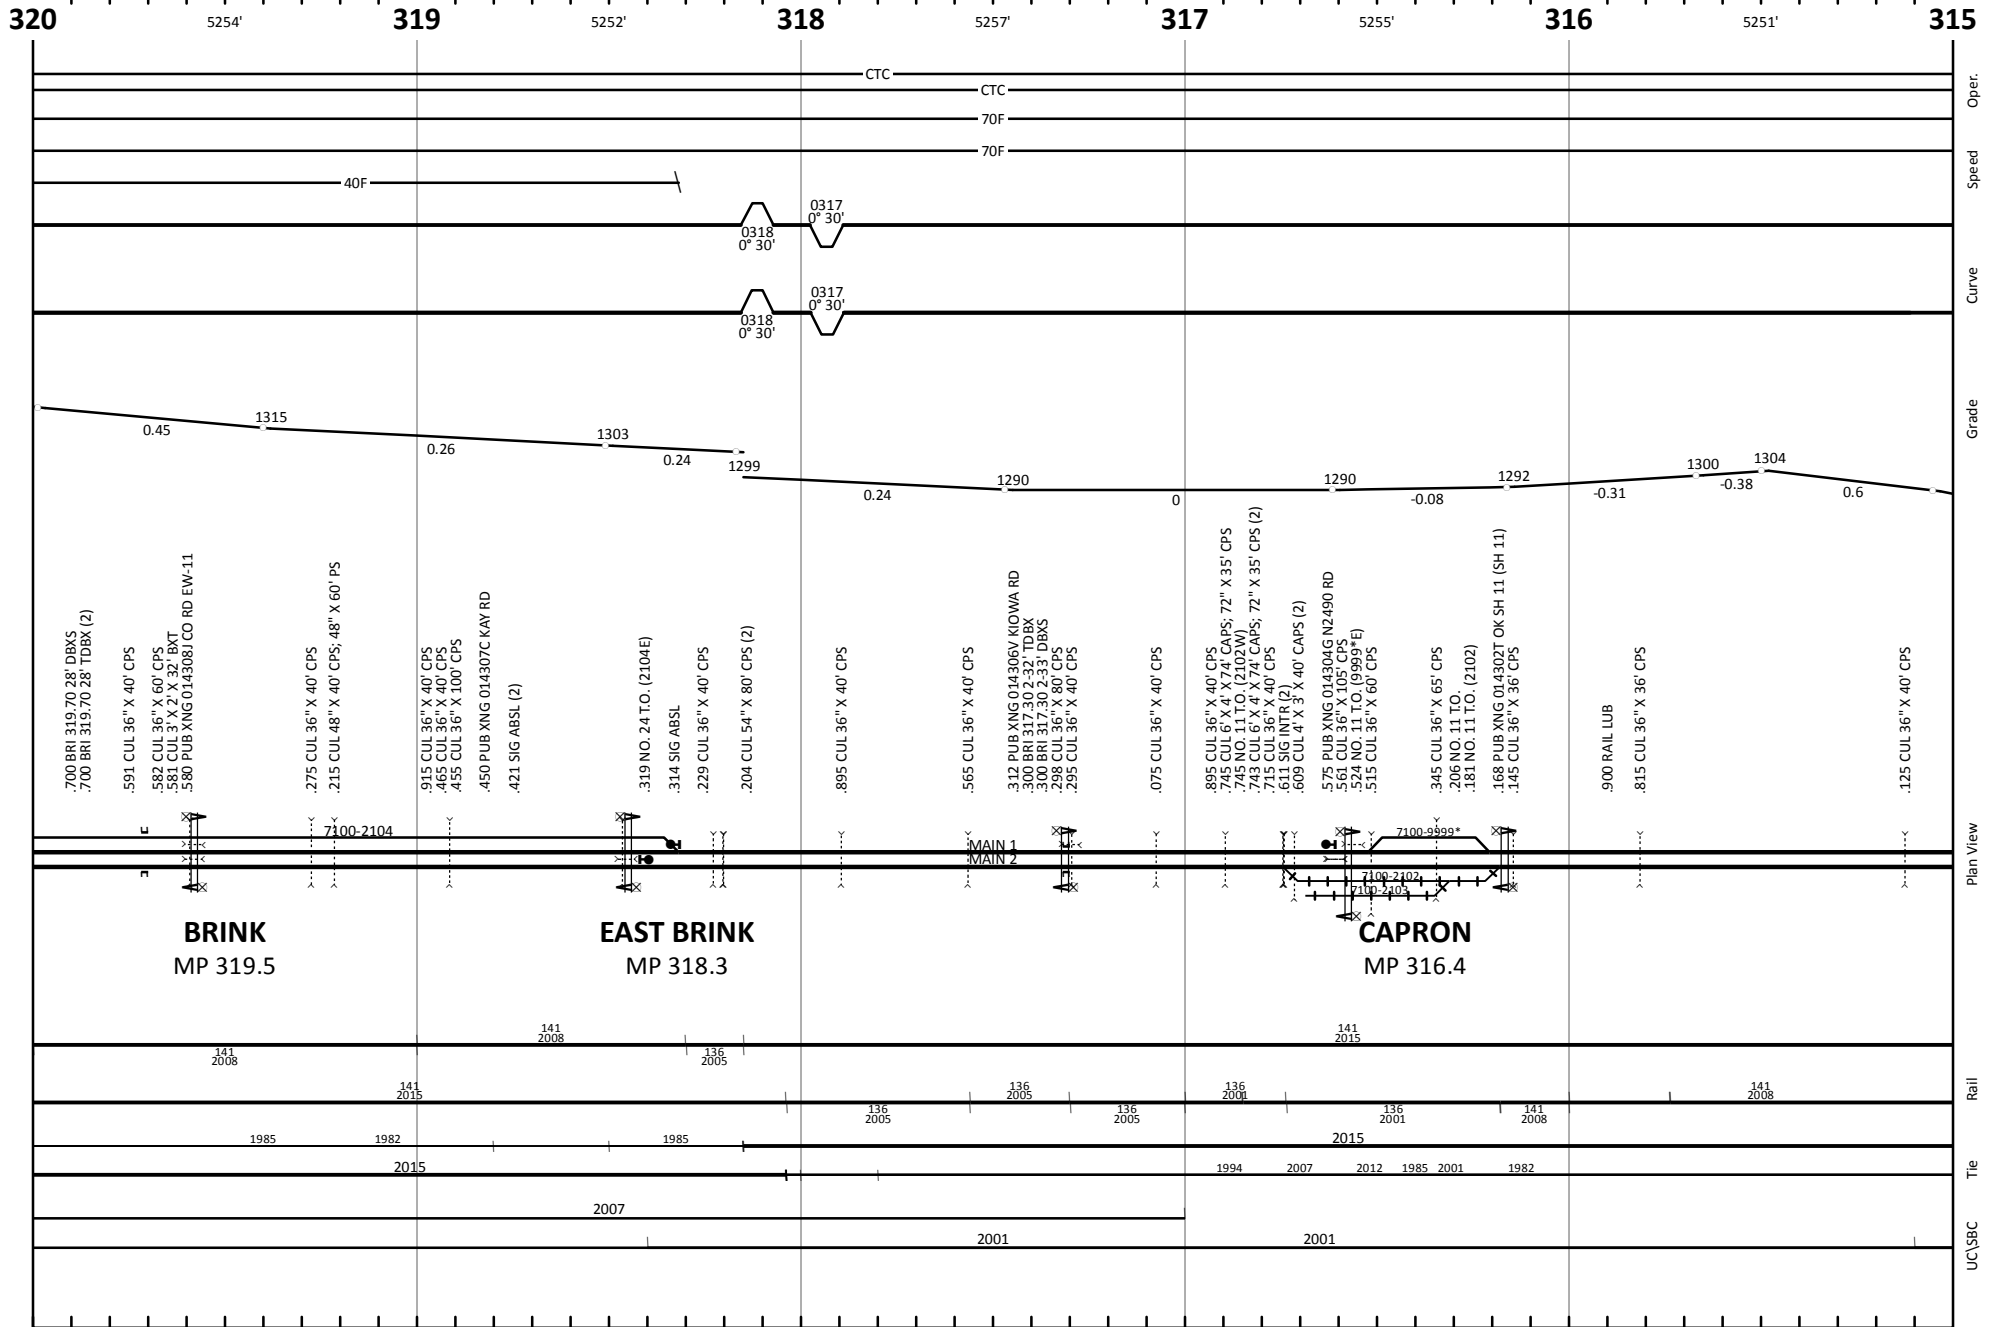 320 5254' 319 5252' 318 5257' 317 5255' 316 5251' 315
CTC
CTC
Oper.
70F
70F
Speed
40F
0318
0° 30'
0317
0° 30'
Curve
0318
0° 30'
0317
0° 30'
1315 1303 1299 1290 1290 1292 1300 1304
0.45 0.26 0.24 0.24 0 -0.08 -0.31 -0.38 0.6
Grade
.700 BRI 319.70 28' DBXS
.700 BRI 319.70 28' TDBX (2)
.591 CUL 36" X 40' CPS
.582 CUL 36" X 60' CPS
.581 CUL 3' X 2' X 32' BXT
.580 PUB XNG 014308J CO RD EW-11
.275 CUL 36" X 40' CPS
.215 CUL 48" X 40' CPS; 48" X 60' PS
.915 CUL 36" X 40' CPS
.465 CUL 36" X 40' CPS
.455 CUL 36" X 100' CPS
.450 PUB XNG 014307C KAY RD
.421 SIG ABSL (2)
.319 NO. 24 T.O. (2104E)
.314 SIG ABSL
.229 CUL 36" X 40' CPS
.204 CUL 54" X 80' CPS (2)
.895 CUL 36" X 40' CPS
.565 CUL 36" X 40' CPS
.312 PUB XNG 014306V KIOWA RD
.300 BRI 317.30 2-32' TDBX
.300 BRI 317.30 2-33' DBXS
.298 CUL 36" X 80' CPS
.295 CUL 36" X 40' CPS
.075 CUL 36" X 40' CPS
.895 CUL 36" X 40' CPS
.745 CUL 6' X 4' X 74' CAPS; 72" X 35' CPS
.745 NO. 11 T.O. (2102W)
.743 CUL 6' X 4' X 74' CAPS; 72" X 35' CPS (2)
.715 CUL 36" X 40' CPS
.611 SIG INTR (2)
.609 CUL 4' X 3' X 40' CAPS (2)
.575 PUB XNG 014304G N2490 RD
.561 CUL 36" X 105' CPS
.524 NO. 11 T.O. (9999*E)
.515 CUL 36" X 60' CPS
.345 CUL 36" X 65' CPS
.206 NO. 11 T.O.
.181 NO. 11 T.O. (2102)
.168 PUB XNG 014302T OK SH 11 (SH 11)
.145 CUL 36" X 36' CPS
.900 RAIL LUB
.815 CUL 36" X 36' CPS
.125 CUL 36" X 40' CPS
7100-2104
MAIN 1
MAIN 2
7100-9999*
7100-2102
7100-2103
Plan View
BRINK
MP 319.5
EAST BRINK
MP 318.3
CAPRON
MP 316.4
141
2008
141
2008
136
2005
141
2015
Rail
141
2015
136
2005
136
2005
136
2005
136
2001
136
2001
141
2008
141
2008
1985 1982 1985 2015
2015 1994 2007 2012 1985 2001 1982
Tie
2007
2001 2001
UC\SBC